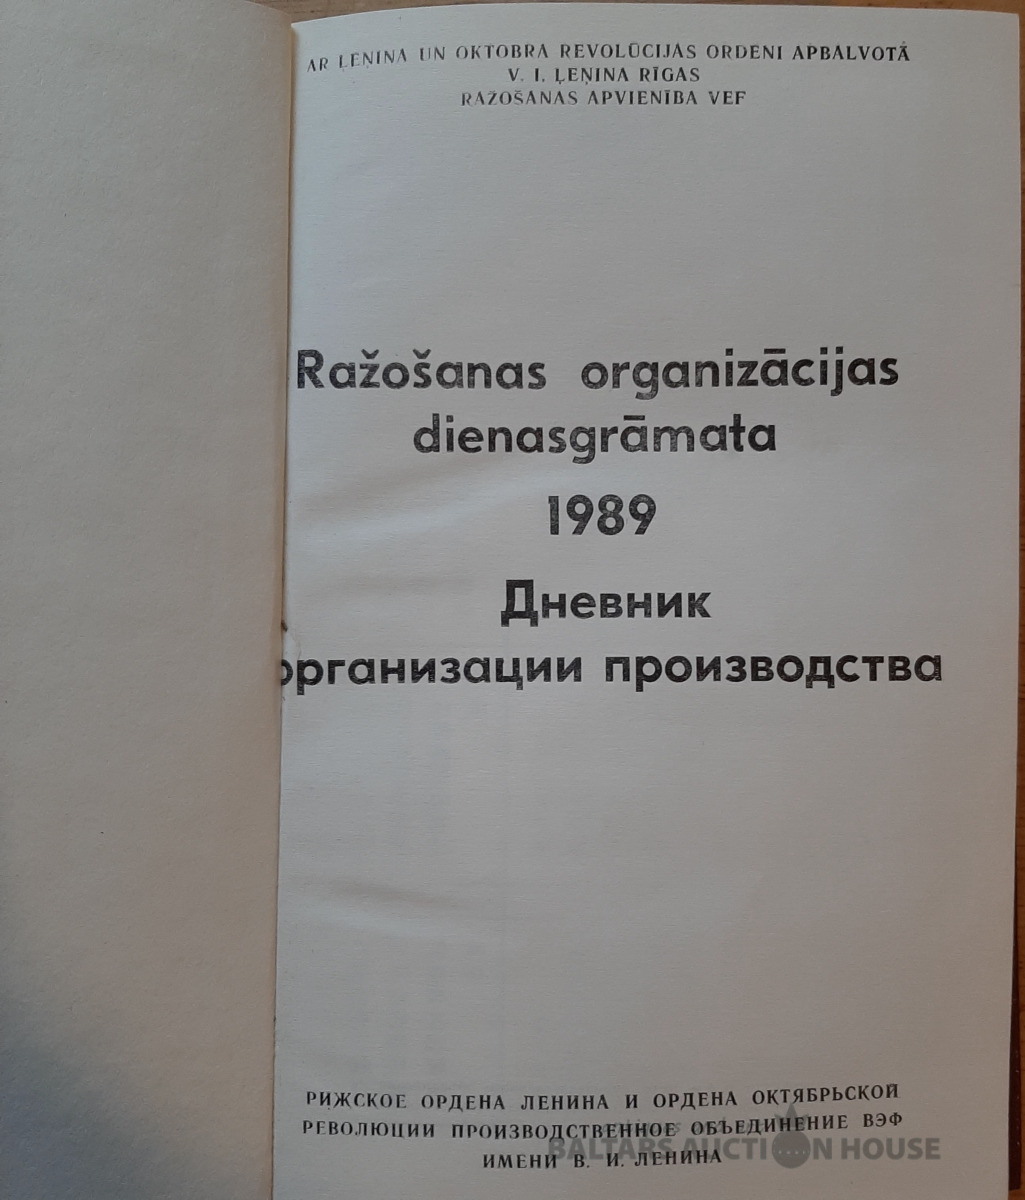 AR ĻEŅINA UN OKTOBRA REVOLŪCIJAS ORDENI APBALVOTĀ
V. I. ĻEŅINA RĪGAS
RAŽOŠANAS APVIENĪBA VEF
Ražošanas organizācijas
dienasgrāmata
1989
Дневник
организации производства
РИЖСКОЕ ОРДЕНА ЛЕНИНА И ОРДЕНА ОКТЯБРЬСКОЙ
РЕВОЛЮЦИИ ПРОИЗВОДСТВЕННОЕ ОБЪЕДИНЕНИЕ ВЭФ
ИМЕНИ В. И. ЛЕНИНА
BALTARS AUCTION HOUSE